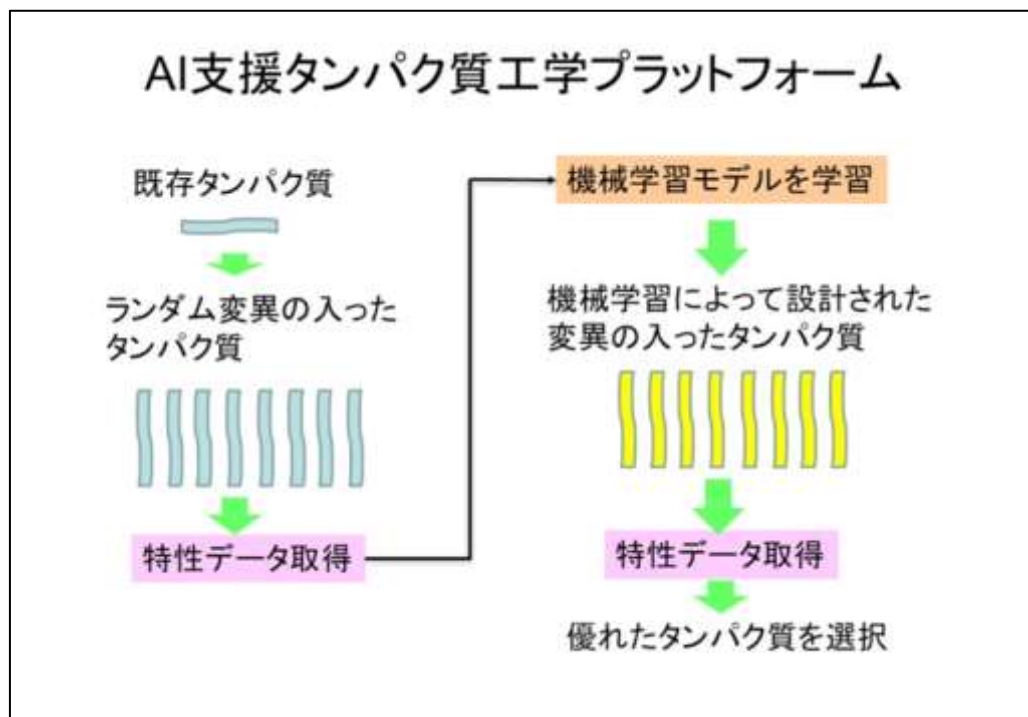 AI支援タンパク質工学プラットフォーム
既存タンパク質
ランダム変異の入った
タンパク質
特性データ取得
機械学習モデルを学習
機械学習によって設計された
変異の入ったタンパク質
特性データ取得
優れたタンパク質を選択